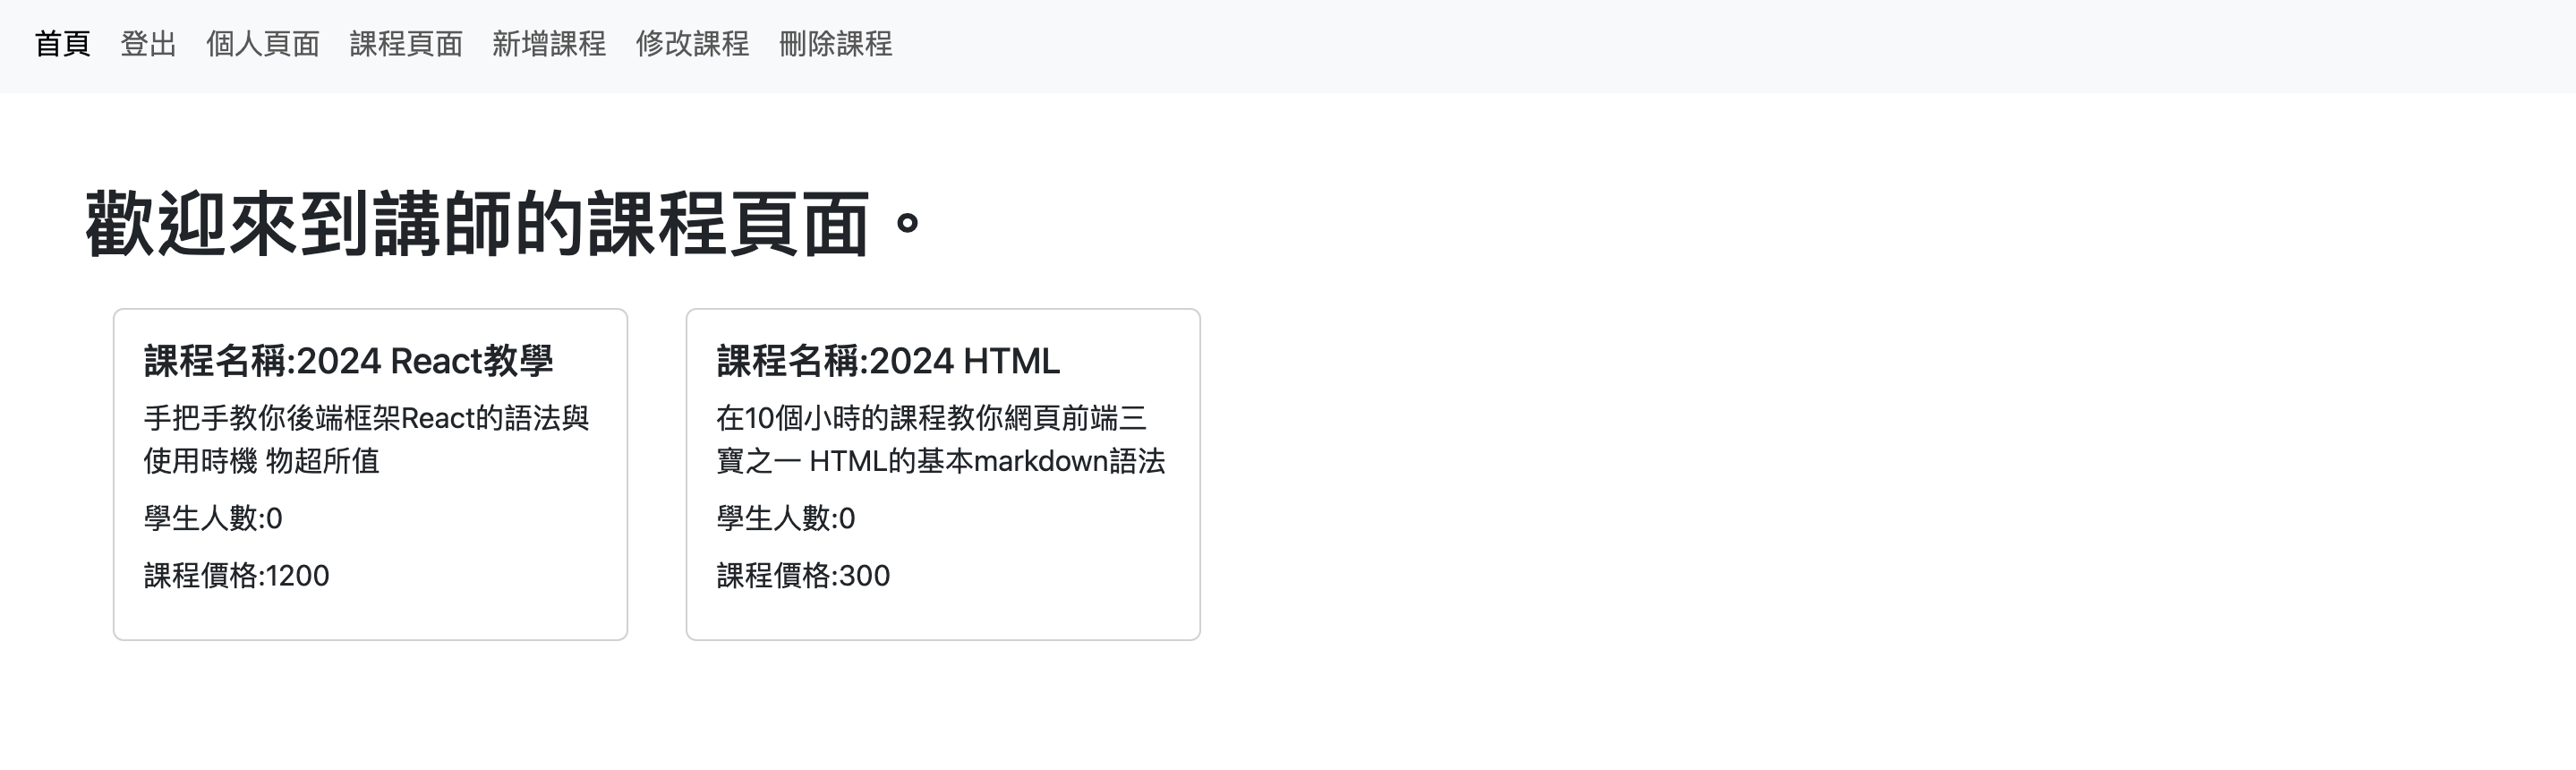 首頁 登出 個人頁面 課程頁面 新增課程 修改課程 刪除課程
歡迎來到講師的課程頁面。
課程名稱:2024 React教學
手把手教你後端框架React的語法與
使用時機 物超所值
學生人數:0
課程價格:1200
課程名稱:2024 HTML
在10個小時的課程教你網頁前端三
寶之一 HTML的基本markdown語法
學生人數:0
課程價格:300